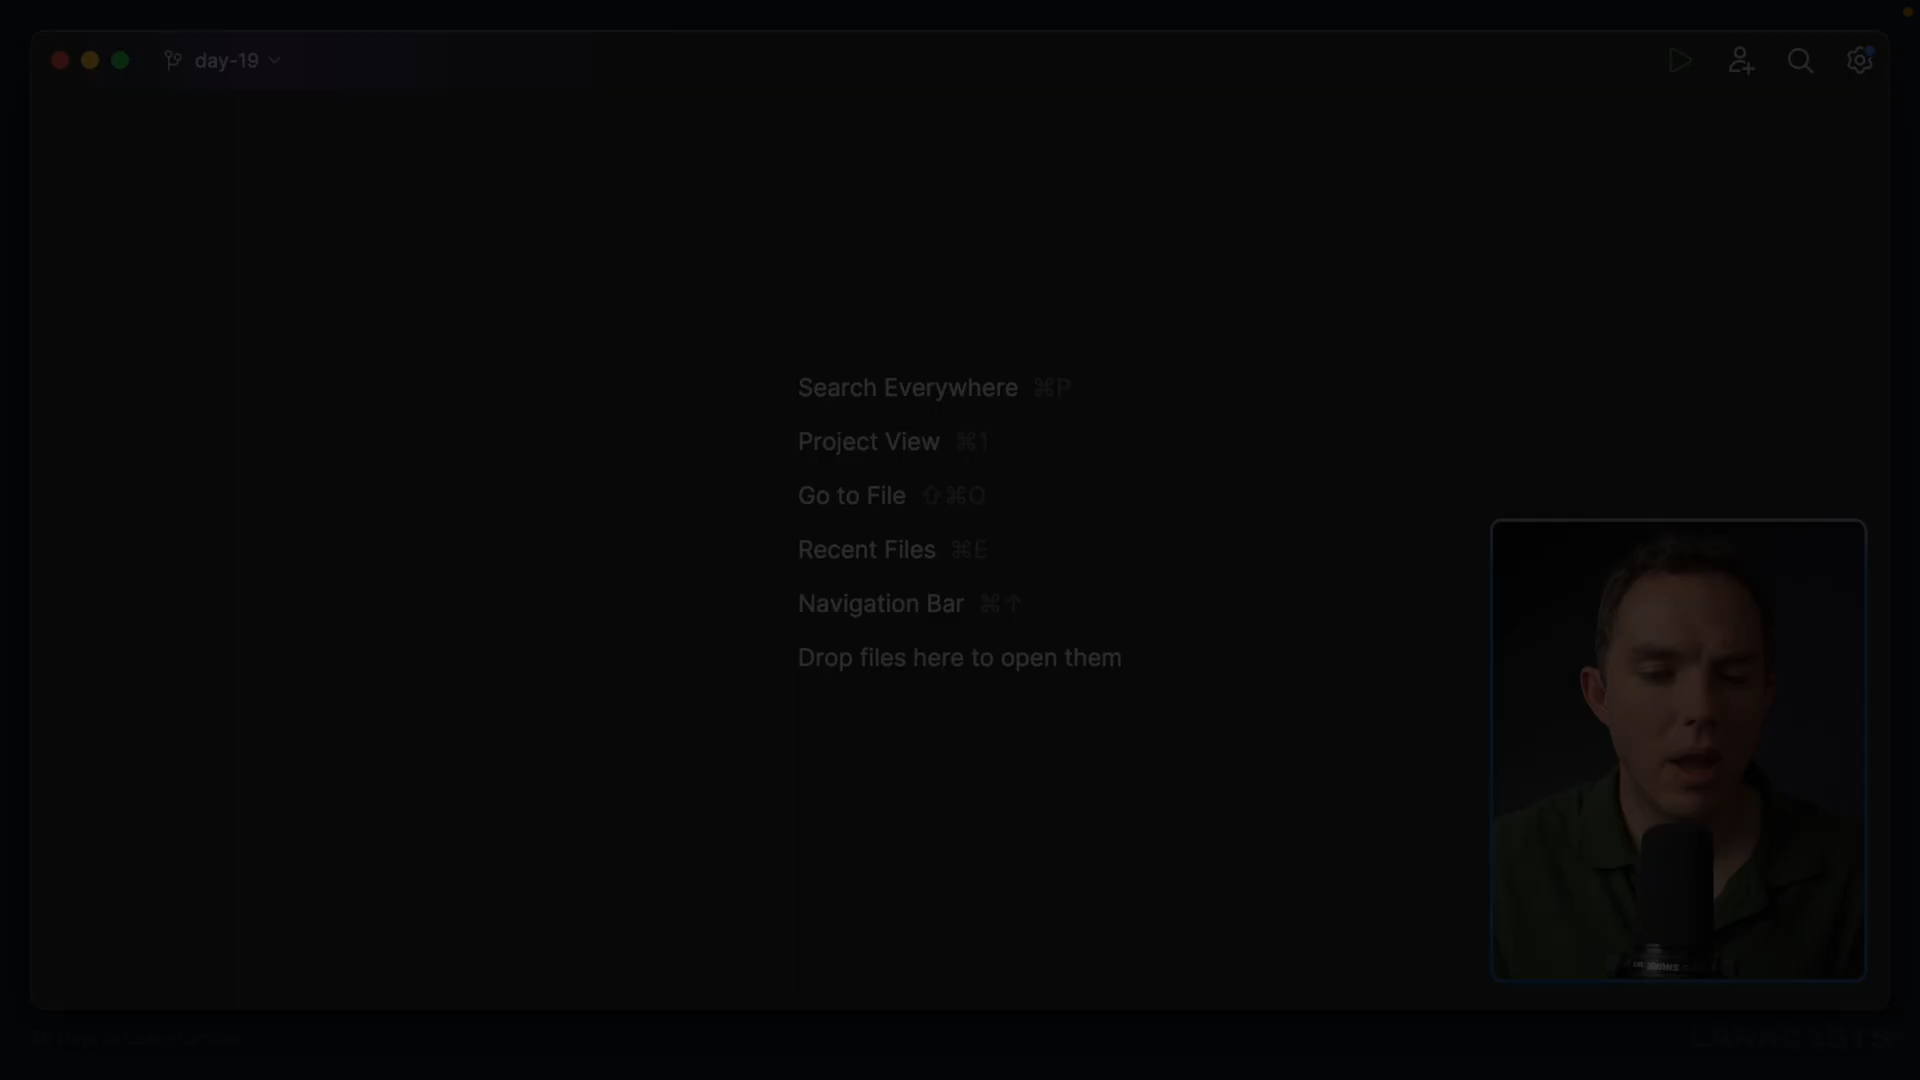 day-19
Search Everywhere ⌘P
Project View ⌘1
Go to File ⇧⌘O
Recent Files ⌘E
Navigation Bar ⌘↑
Drop files here to open them